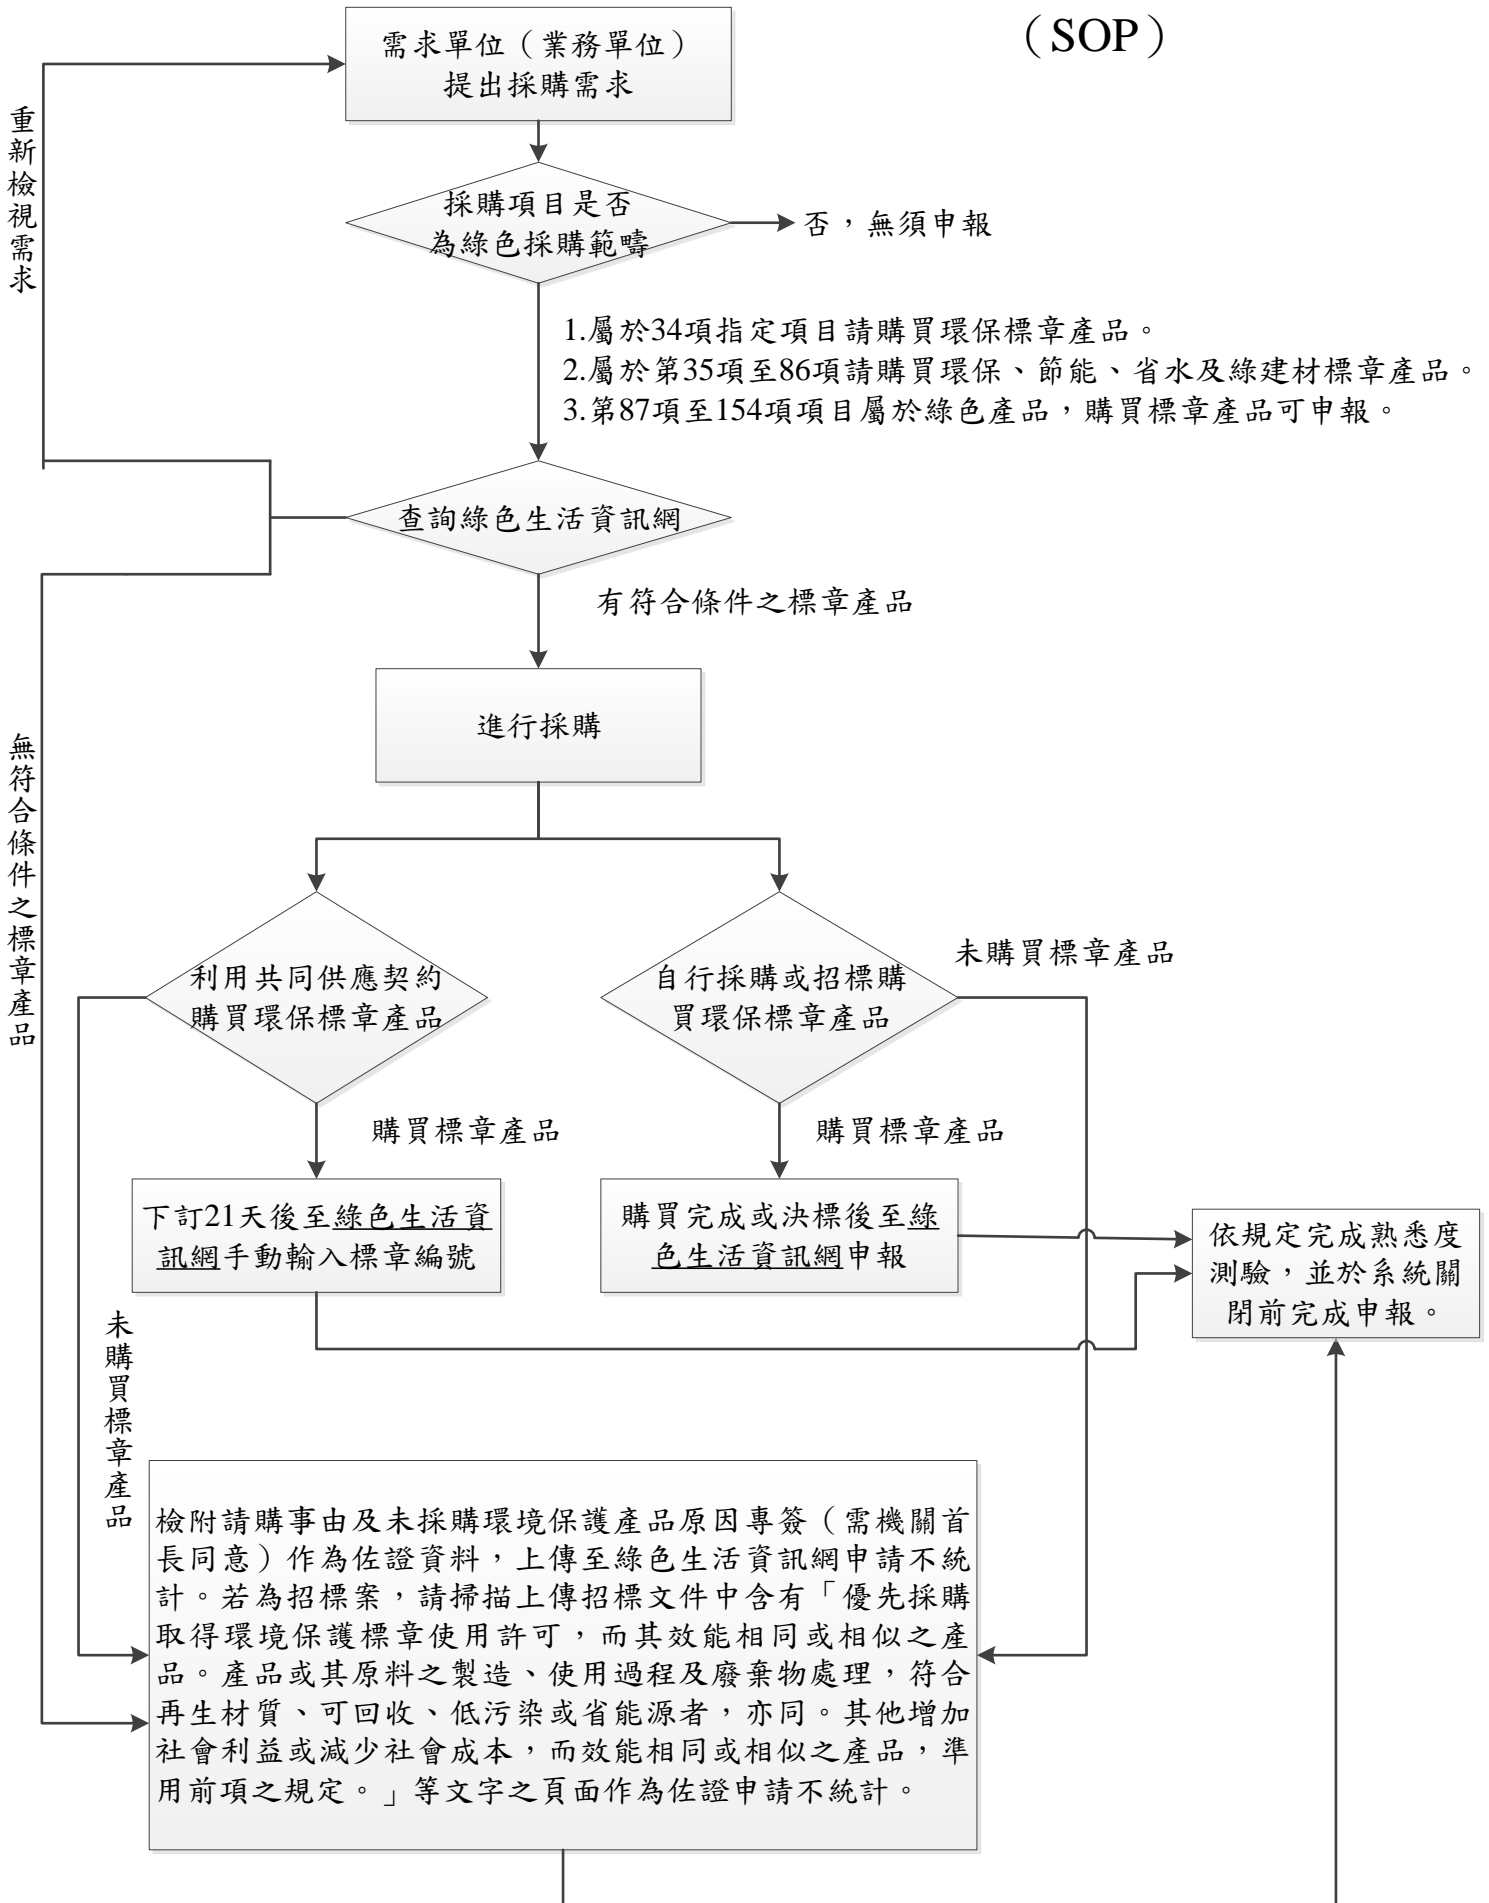 （SOP）
需求單位（業務單位）
提出採購需求
重新檢視需求
採購項目是否
為綠色採購範疇
否，無須申報
1.屬於34項指定項目請購買環保標章產品。
2.屬於第35項至86項請購買環保、節能、省水及綠建材標章產品。
3.第87項至154項項目屬於綠色產品，購買標章產品可申報。
查詢綠色生活資訊網
有符合條件之標章產品
進行採購
無符合條件之標章產品
利用共同供應契約
購買環保標章產品
自行採購或招標購
買環保標章產品
未購買標章產品
購買標章產品
購買標章產品
下訂21天後至綠色生活資
訊網手動輸入標章編號
購買完成或決標後至綠
色生活資訊網申報
依規定完成熟悉度
測驗，並於系統關
閉前完成申報。
未購買標章產品
檢附請購事由及未採購環境保護產品原因專簽（需機關首
長同意）作為佐證資料，上傳至綠色生活資訊網申請不統
計。若為招標案，請掃描上傳招標文件中含有「優先採購
取得環境保護標章使用許可，而其效能相同或相似之產
品。產品或其原料之製造、使用過程及廢棄物處理，符合
再生材質、可回收、低污染或省能源者，亦同。其他增加
社會利益或減少社會成本，而效能相同或相似之產品，準
用前項之規定。」等文字之頁面作為佐證申請不統計。